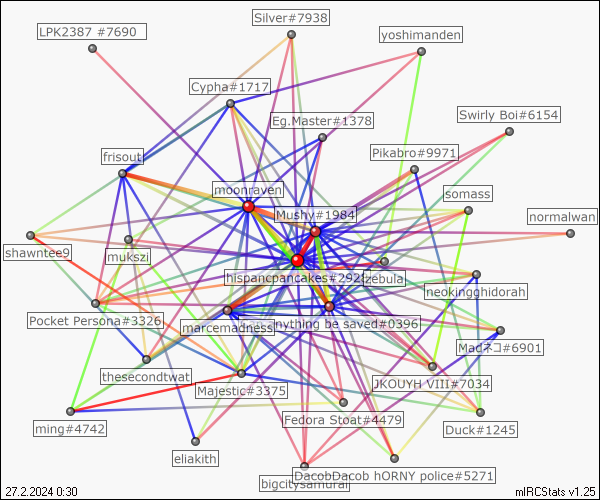 Silver#7938
LPK2387 #7690
yoshimanden
Cypha#1717
Swirly Boi#6154
Eg.Master#1378
Pikabro#9971
frisout
moonraven
somass
Mushy#1984
normalwan
shawntee9
mukszi
hispancpancakes#292
zebula
neokingghidorah
Pocket Persona#3326
marcemadness
anything be saved#0396
Madネコ#6901
thesecondtwat
JKOUYH VIII#7034
Majestic#3375
Fedora Stoat#4479
ming#4742
Duck#1245
eliakith
DacobDacob hORNY police#5271
bigcitysamurai
27.2.2024 0:30
mIRCStats v1.25